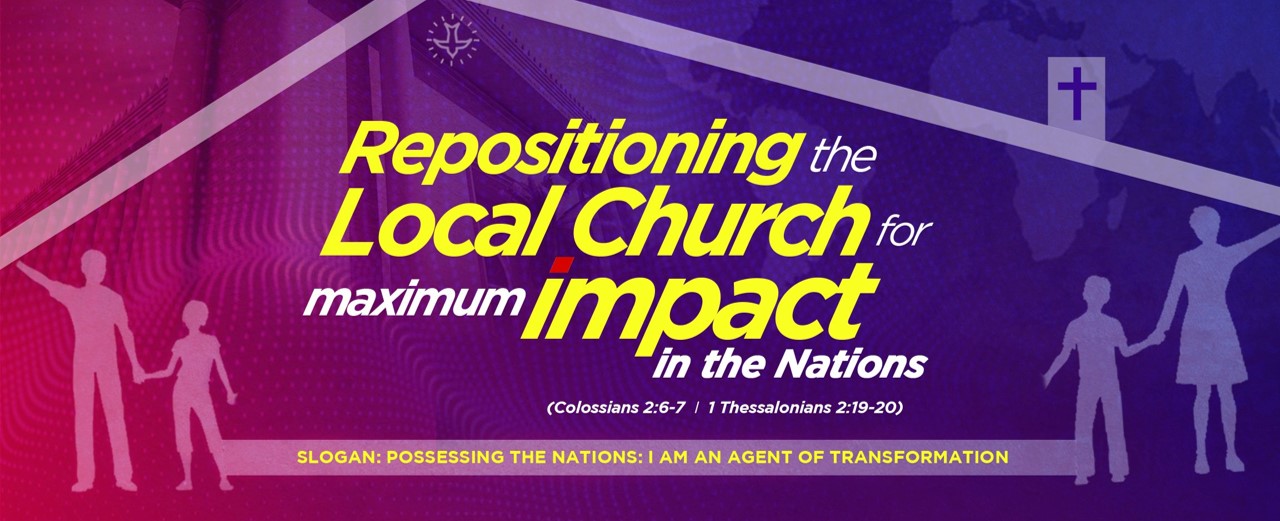 Repositioning the
Local Church for
maximum impact
in the Nations
(Colossians 2:6-7 / 1 Thessalonians 2:19-20)
SLOGAN: POSSESSING THE NATIONS: I AM AN AGENT OF TRANSFORMATION